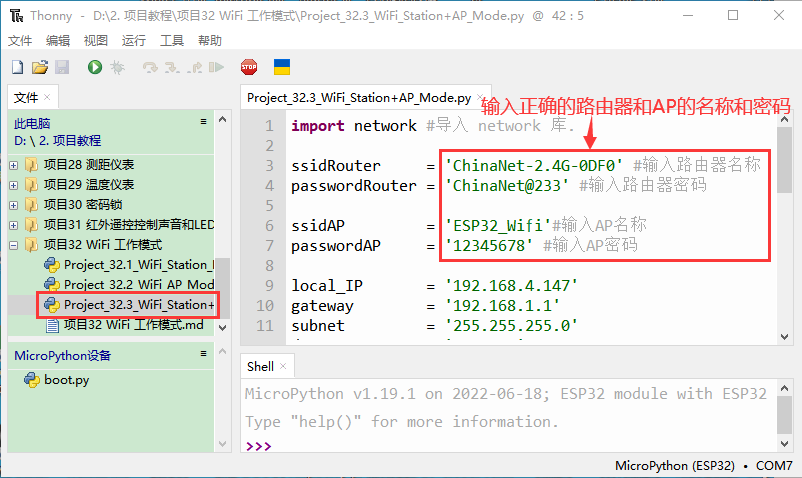 Thonny - D:\2. 项目教程\项目32 WiFi 工作模式\Project_32.3_WiFi_Station+AP_Mode.py @ 42 : 5
文件 编辑 视图 运行 工具 帮助
STOP
文件 ×
此电脑
D: \ 2. 项目教程
项目28 测距仪表
项目29 温度仪表
项目30 密码锁
项目31 红外遥控控制声音和LED
项目32 WiFi 工作模式
Project_32.1_WiFi_Station_
Project_32.2_WiFi_AP_Mod
Project_32.3_WiFi_Station+
项目32 WiFi 工作模式.md
MicroPython设备
boot.py
Project_32.3_WiFi_Station+AP_Mode.py ×
输入正确的路由器和AP的名称和密码
1 import network #导入 network 库.
2
3 ssidRouter = 'ChinaNet-2.4G-0DF0' #输入路由器名称
4 passwordRouter = 'ChinaNet@233' #输入路由器密码
5
6 ssidAP = 'ESP32_Wifi'#输入AP名称
7 passwordAP = '12345678' #输入AP密码
8
9 local_IP = '192.168.4.147'
10 gateway = '192.168.1.1'
11 subnet = '255.255.255.0'
Shell ×
MicroPython v1.19.1 on 2022-06-18; ESP32 module with ESP32
Type "help()" for more information.
>>>
MicroPython (ESP32) • COM7